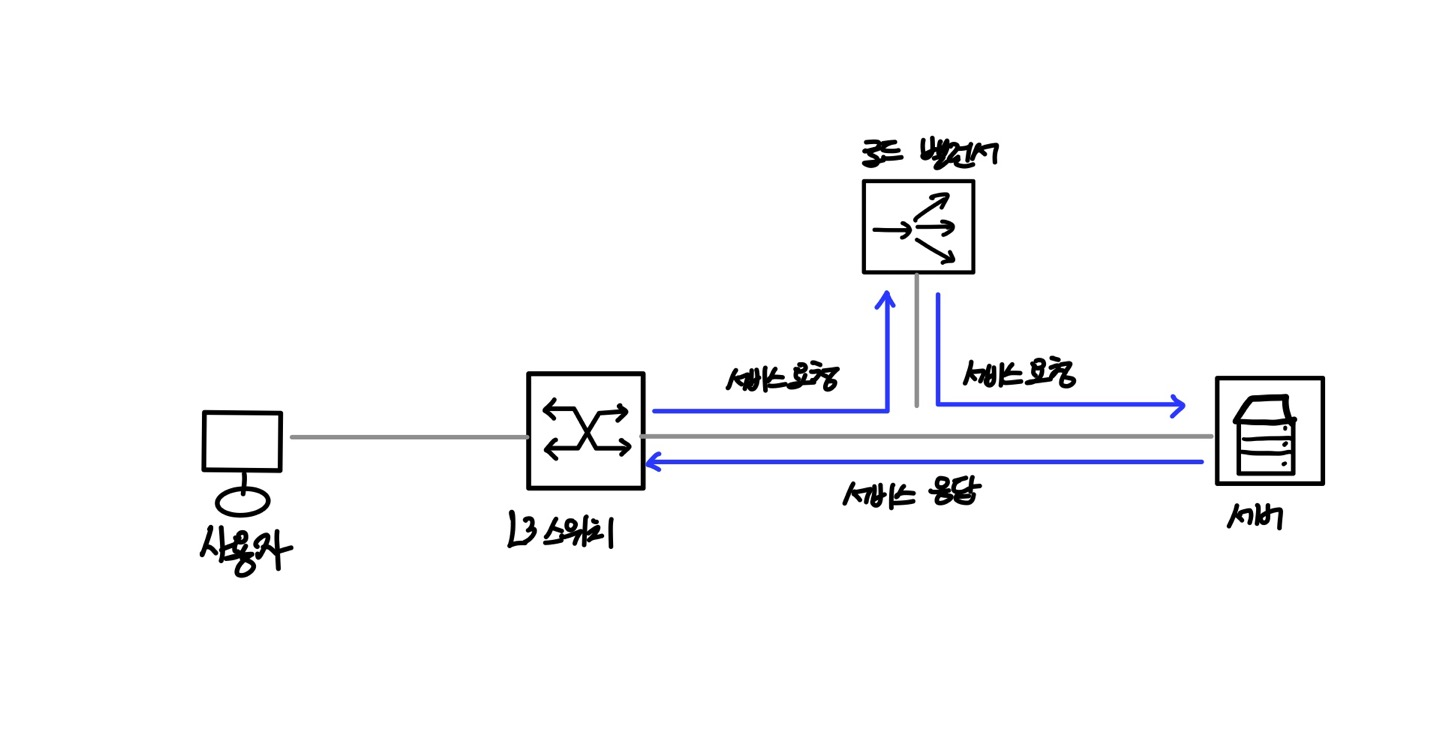 로드 밸런서
서비스요청
서비스요청
서비스 응답
사용자
L3 스위치
서버